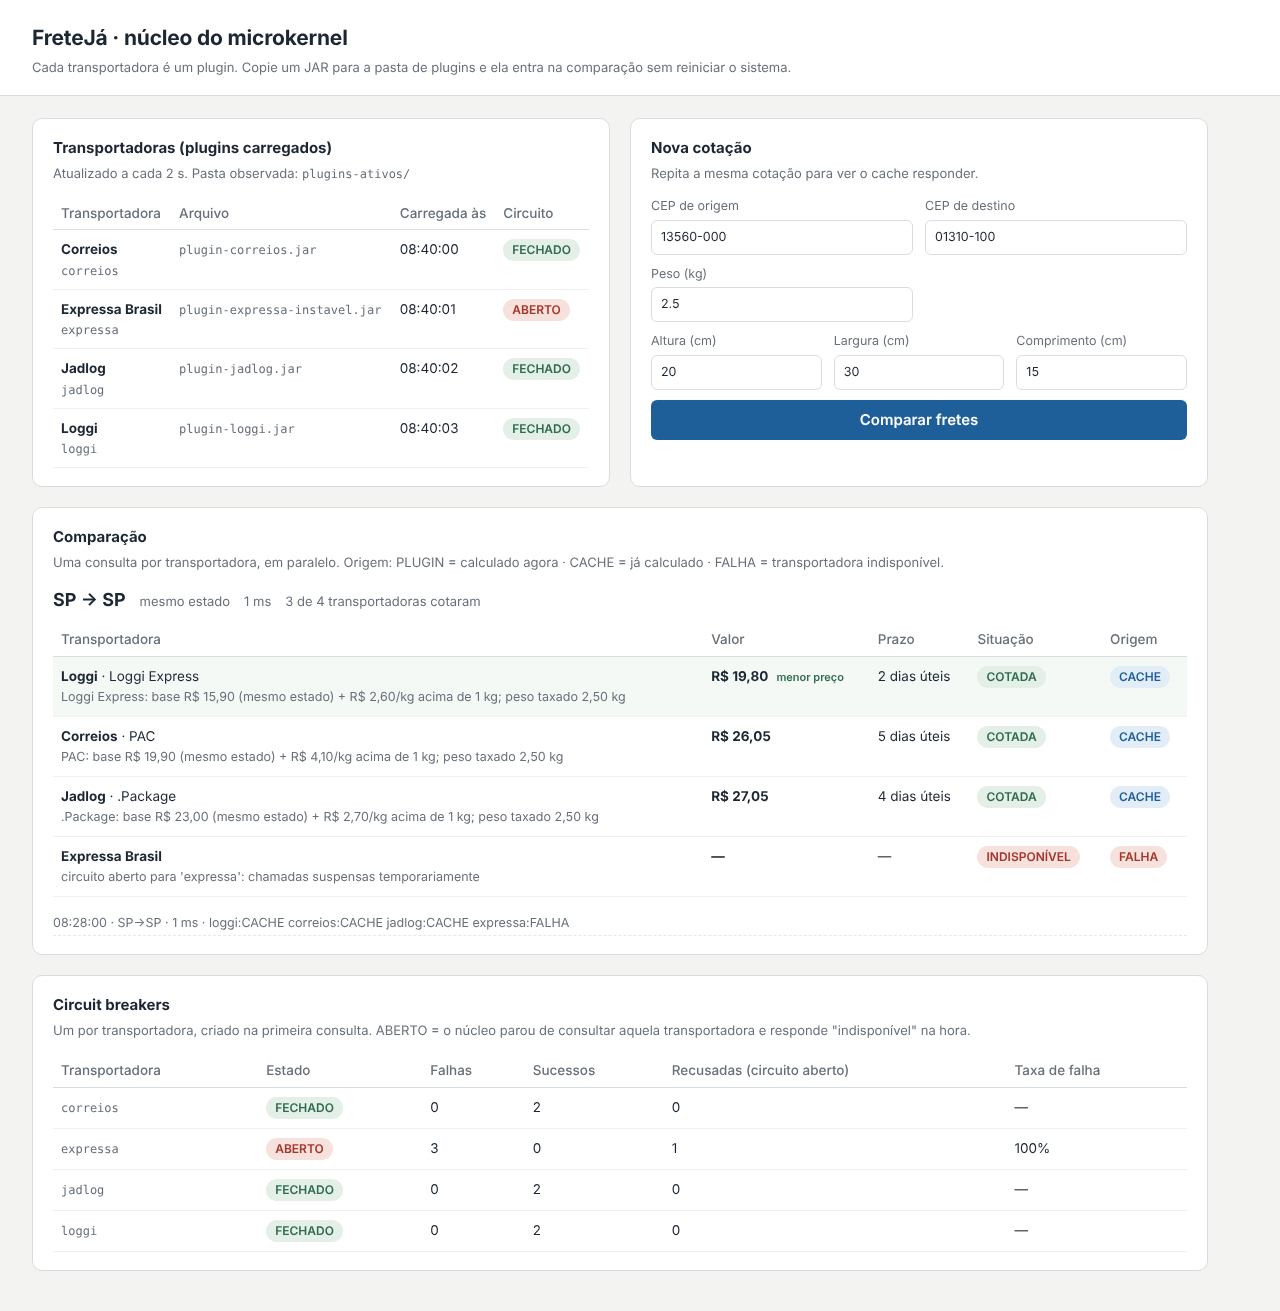 FreteJá · núcleo do microkernel
Cada transportadora é um plugin. Copie um JAR para a pasta de plugins e ela entra na comparação sem reiniciar o sistema.
Transportadoras (plugins carregados)
Atualizado a cada 2 s. Pasta observada: plugins-ativos/
Transportadora Arquivo Carregada às Circuito
Correios plugin-correios.jar 08:40:00 FECHADO
correios
Expressa Brasil plugin-expressa-instavel.jar 08:40:01 ABERTO
expressa
Jadlog plugin-jadlog.jar 08:40:02 FECHADO
jadlog
Loggi plugin-loggi.jar 08:40:03 FECHADO
loggi
Nova cotação
Repita a mesma cotação para ver o cache responder.
CEP de origem CEP de destino
13560-000 01310-100
Peso (kg)
2.5
Altura (cm) Largura (cm) Comprimento (cm)
20 30 15
Comparar fretes
Comparação
Uma consulta por transportadora, em paralelo. Origem: PLUGIN = calculado agora · CACHE = já calculado · FALHA = transportadora indisponível.
SP → SP mesmo estado 1 ms 3 de 4 transportadoras cotaram
Transportadora Valor Prazo Situação Origem
Loggi · Loggi Express R$ 19,80 menor preço 2 dias úteis COTADA CACHE
Loggi Express: base R$ 15,90 (mesmo estado) + R$ 2,60/kg acima de 1 kg; peso taxado 2,50 kg
Correios · PAC R$ 26,05 5 dias úteis COTADA CACHE
PAC: base R$ 19,90 (mesmo estado) + R$ 4,10/kg acima de 1 kg; peso taxado 2,50 kg
Jadlog · .Package R$ 27,05 4 dias úteis COTADA CACHE
.Package: base R$ 23,00 (mesmo estado) + R$ 2,70/kg acima de 1 kg; peso taxado 2,50 kg
Expressa Brasil — — INDISPONÍVEL FALHA
circuito aberto para 'expressa': chamadas suspensas temporariamente
08:28:00 · SP→SP · 1 ms · loggi:CACHE correios:CACHE jadlog:CACHE expressa:FALHA
Circuit breakers
Um por transportadora, criado na primeira consulta. ABERTO = o núcleo parou de consultar aquela transportadora e responde "indisponível" na hora.
Transportadora Estado Falhas Sucessos Recusadas (circuito aberto) Taxa de falha
correios FECHADO 0 2 0 —
expressa ABERTO 3 0 1 100%
jadlog FECHADO 0 2 0 —
loggi FECHADO 0 2 0 —